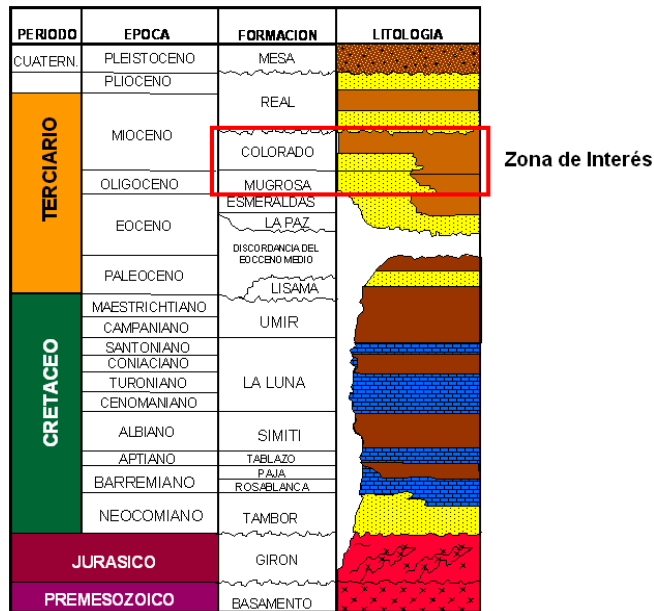 PERIODO EPOCA FORMACION LITOLOGIA
CUATERN. PLEISTOCENO MESA
PLIOCENO
REAL
TERCIARIO
MIOCENO
COLORADO
Zona de Interés
OLIGOCENO MUGROSA
ESMERALDAS
EOCENO
LA PAZ
DISCORDANCIA DEL
EOCCENO MEDIO
PALEOCENO
LISAMA
CRETACEO
MAESTRICHTIANO
UMIR
CAMPANIANO
SANTONIANO
CONIACIANO
TURONIANO LA LUNA
CENOMANIANO
ALBIANO SIMITI
APTIANO TABLAZO
PAJA
BARREMIANO
ROSABLANCA
NEOCOMIANO TAMBOR
JURASICO GIRON
PREMESOZOICO BASAMENTO